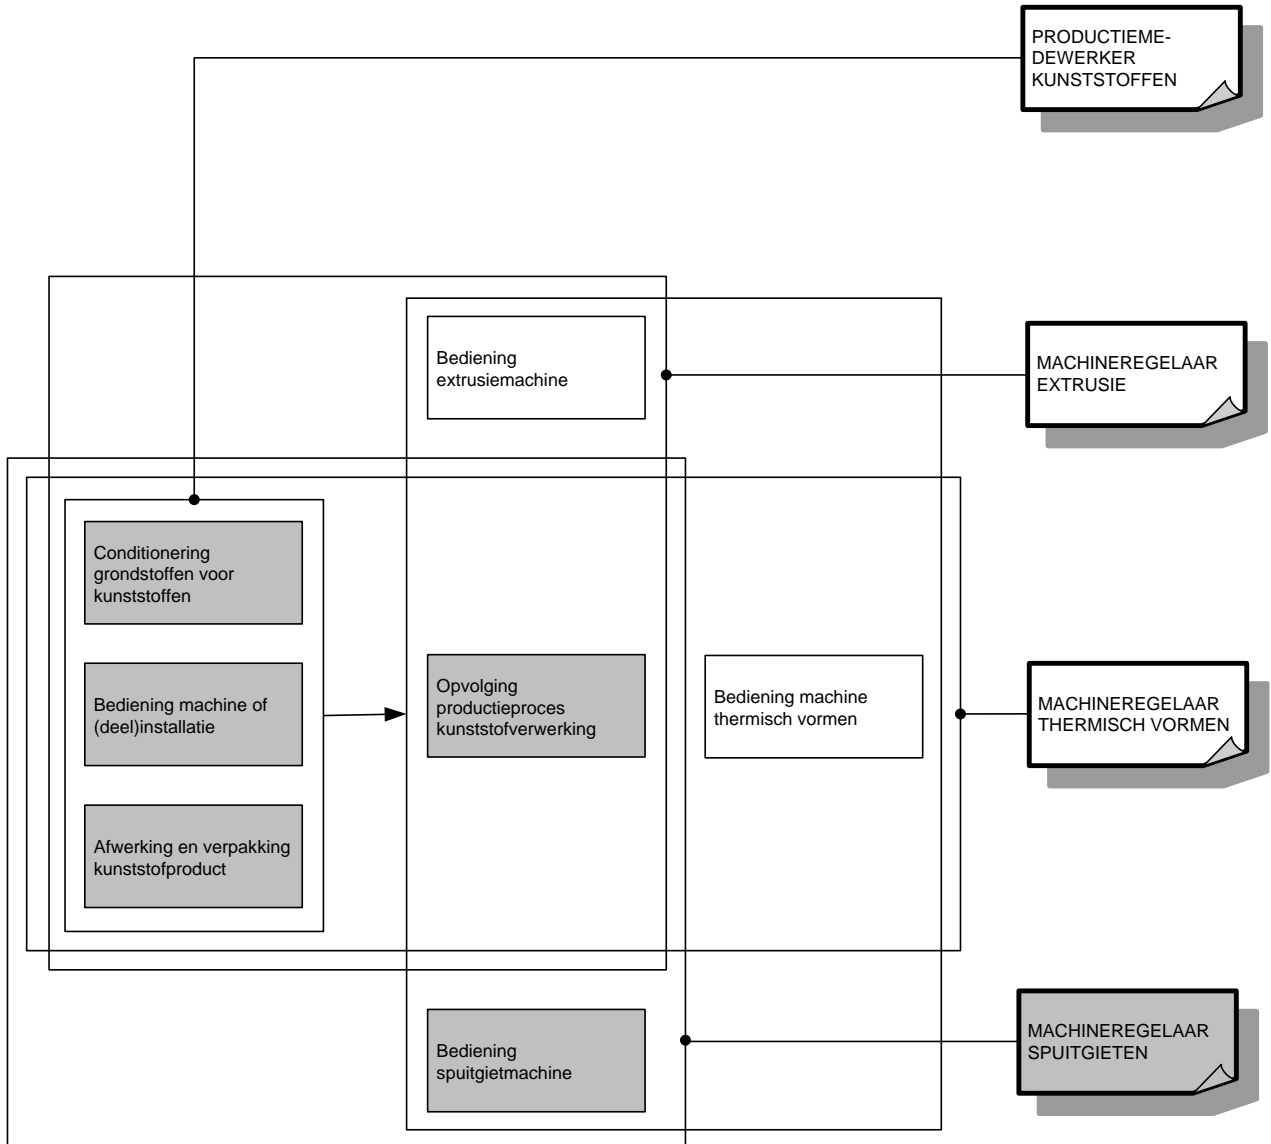 PRODUCTIEME-
DEWERKER
KUNSTSTOFFEN
Bediening
extrusiemachine
MACHINEREGELAAR
EXTRUSIE
Conditionering
grondstoffen voor
kunststoffen
Bediening machine of
(deel)installatie
Afwerking en verpakking
kunstofproduct
Opvolging
productieproces
kunststofverwerking
Bediening machine
thermisch vormen
MACHINEREGELAAR
THERMISCH VORMEN
Bediening
spuitgietmachine
MACHINEREGELAAR
SPUITGIETEN